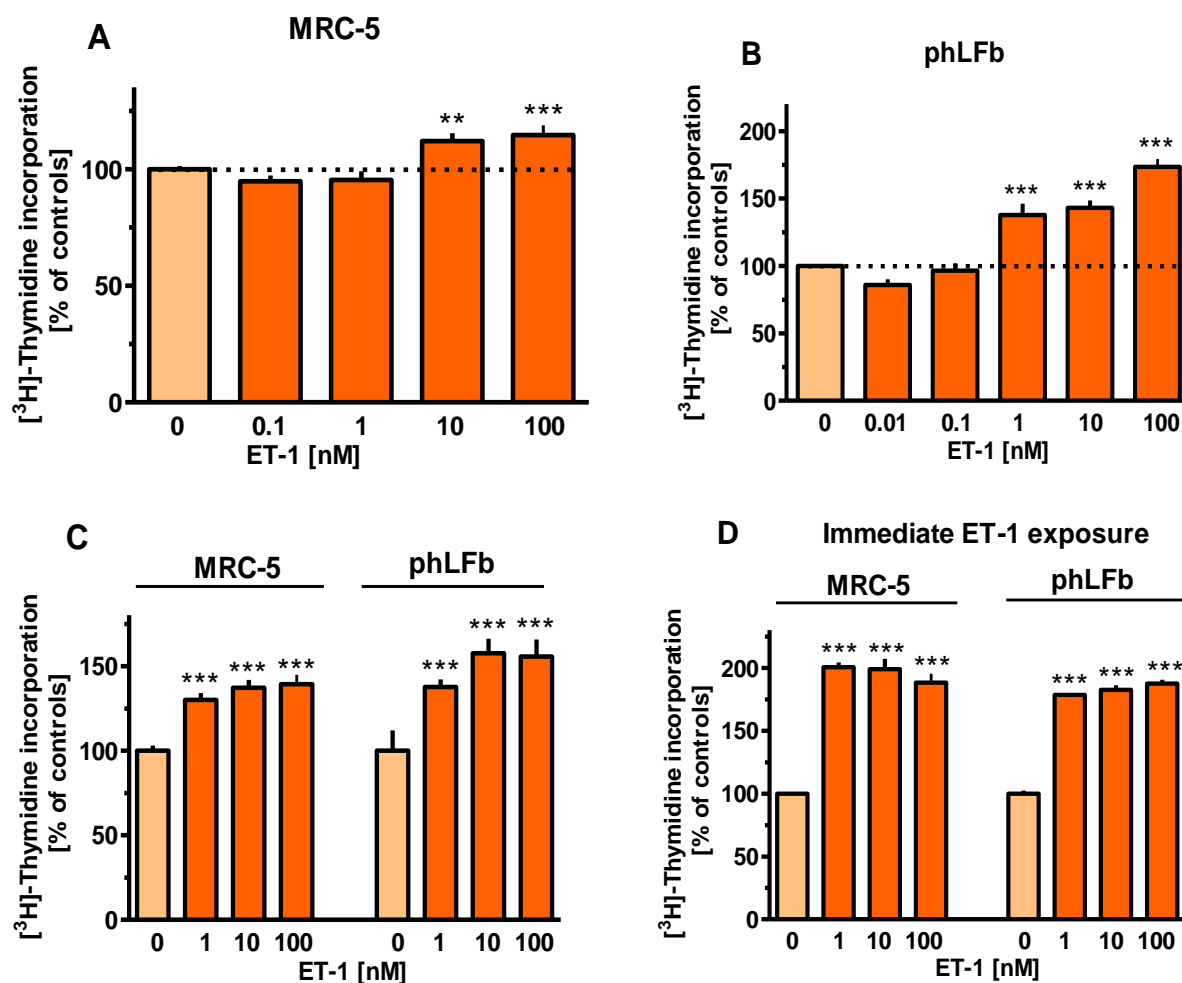 A
MRC-5
[³H]-Thymidine incorporation
[% of controls]
** ***
100
50
0
0 0.1 1 10 100
ET-1 [nM]
B
phLFb
[³H]-Thymidine incorporation
[% of controls]
*** *** ***
200
150
100
50
0
0 0.01 0.1 1 10 100
ET-1 [nM]
C
MRC-5 phLFb
[³H]-Thymidine incorporation
[% of controls]
*** *** *** *** *** ***
150
100
50
0
0 1 10 100 0 1 10 100
ET-1 [nM]
D
Immediate ET-1 exposure
MRC-5 phLFb
[³H]-Thymidine incorporation
[% of controls]
*** *** *** *** *** ***
200
150
100
50
0
0 1 10 100 0 1 10 100
ET-1 [nM]